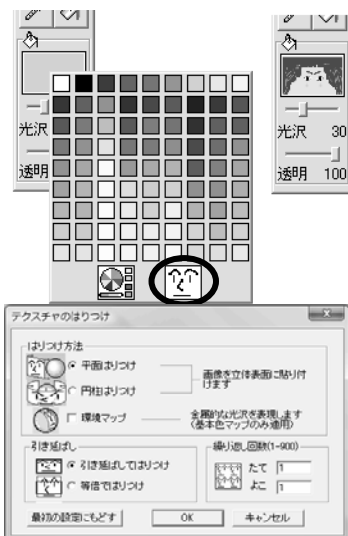 光沢
透明
光沢 30
透明 100
テクスチャのはりつけ
はりつけ方法
平面はりつけ
円柱はりつけ
画像を立体表面に貼り付けます
環境マップ
金属的な光沢を表現します
(基本色マップのみ適用)
引き延ばし
引き延ばしてはりつけ
等倍ではりつけ
繰り返し回数(1-900)
たて 1
よこ 1
最初の設定にもどす
OK
キャンセル